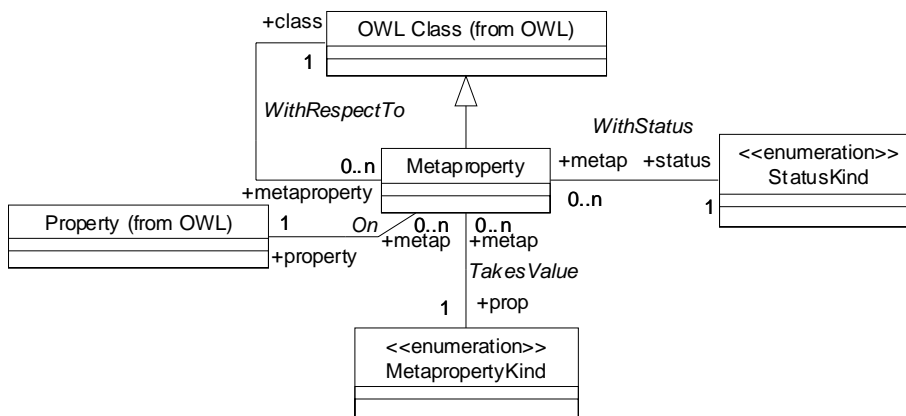 +class
OWL Class (from OWL)
1
WithRespectTo
WithStatus
0..n
Metaproperty
+metap
+status
<<enumeration>>
StatusKind
+metaproperty
0..n
1
Property (from OWL)
1
On
0..n
0..n
+metap
+metap
+property
TakesValue
1
+prop
<<enumeration>>
MetapropertyKind